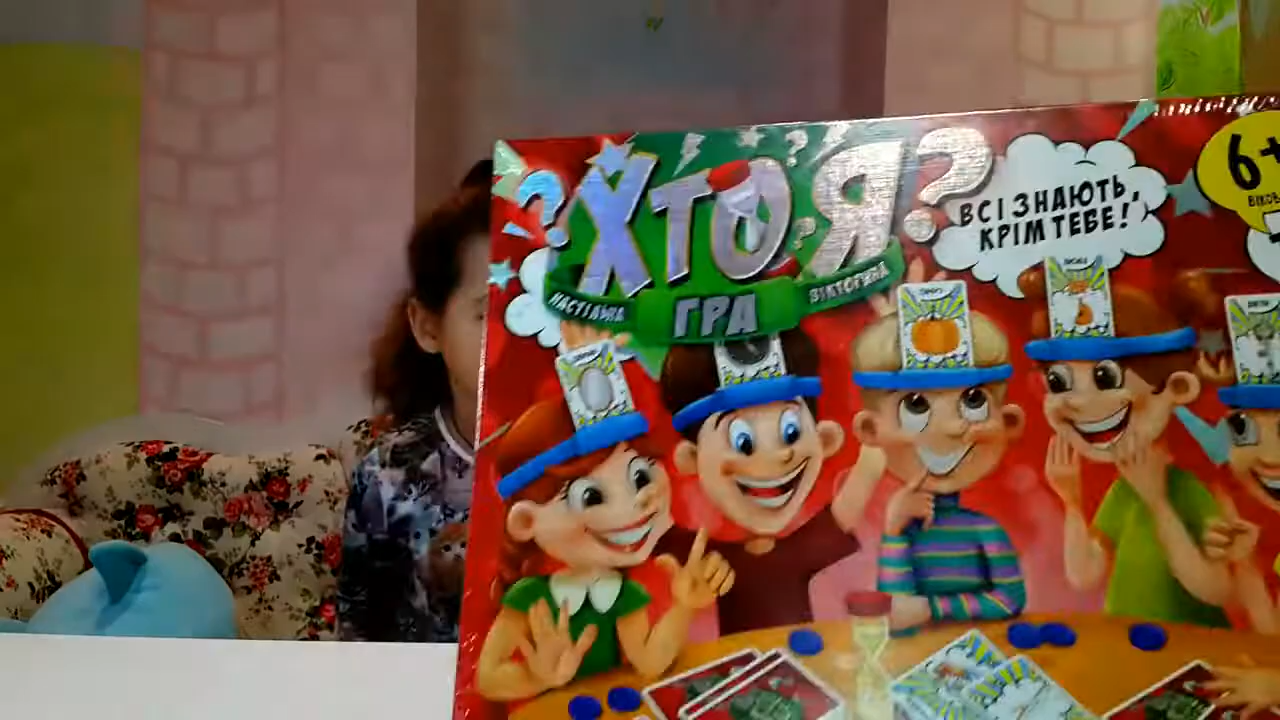 ?ХТО Я?
НАСТІЛЬНА ГРА ВІКТОРИНА
ВСІ ЗНАЮТЬ,
КРІМ ТЕБЕ!
6+